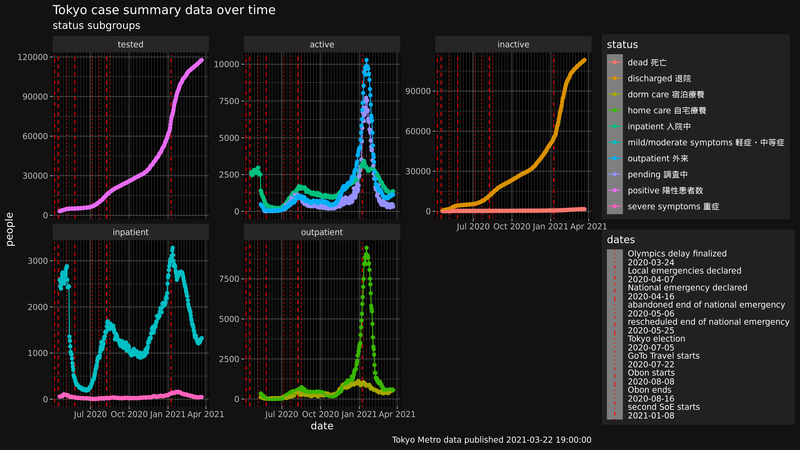 Tokyo case summary data over time
status subgroups
tested
active
inactive
120000
90000
60000
30000
0
10000
7500
5000
2500
0
90000
60000
30000
0
Jul 2020 Oct 2020 Jan 2021 Apr 2021
inpatient
outpatient
3000
2000
1000
0
7500
5000
2500
0
Jul 2020 Oct 2020 Jan 2021 Apr 2021
Jul 2020 Oct 2020 Jan 2021 Apr 2021
people
date
status
dead 死亡
discharged 退院
dorm care 宿泊療養
home care 自宅療養
inpatient 入院中
mild/moderate symptoms 軽症・中等症
outpatient 外来
pending 調査中
positive 陽性患者数
severe symptoms 重症
dates
Olympics delay finalized
2020-03-24
Local emergencies declared
2020-04-07
National emergency declared
2020-04-16
abandoned end of national emergency
2020-05-06
rescheduled end of national emergency
2020-05-25
Tokyo election
2020-07-05
GoTo Travel starts
2020-07-22
Obon starts
2020-08-08
Obon ends
2020-08-16
second SoE starts
2021-01-08
Tokyo Metro data published 2021-03-22 19:00:00